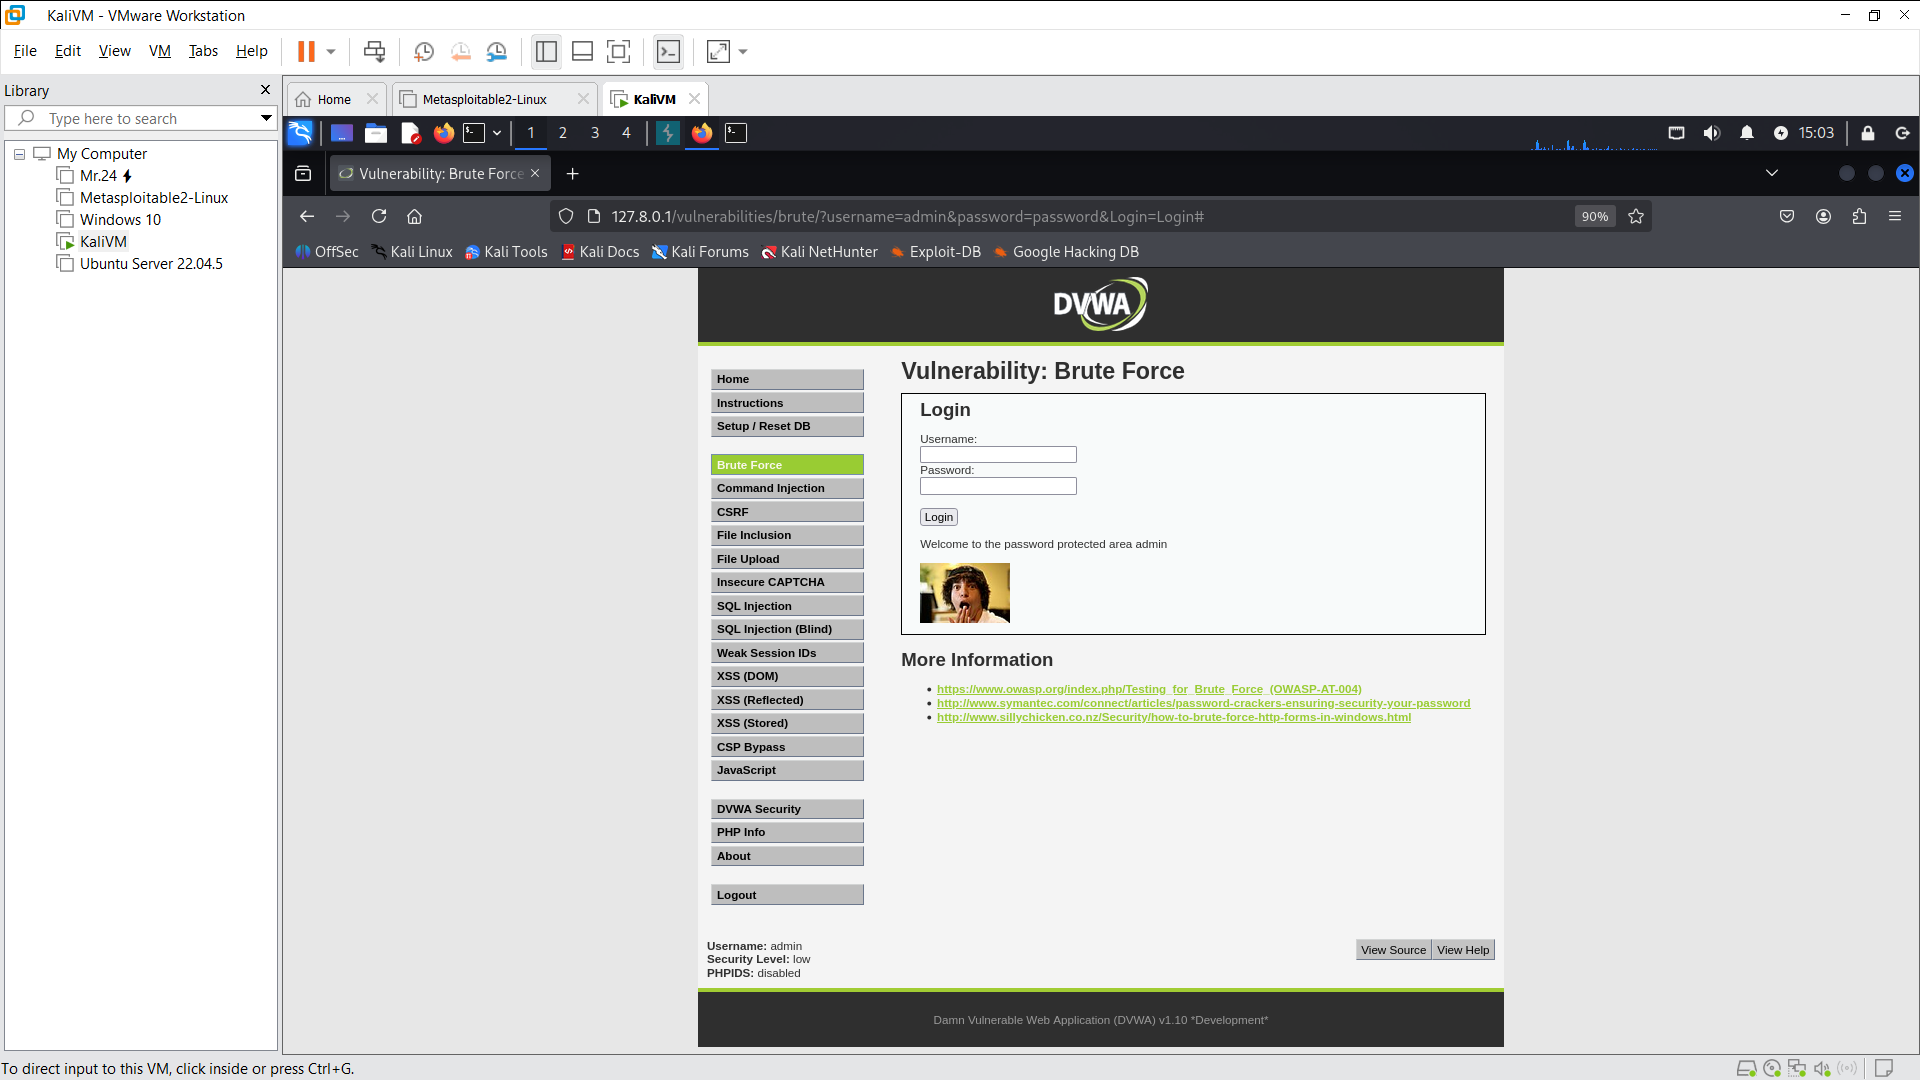 KaliVM - VMware Workstation
File Edit View VM Tabs Help
Library
Type here to search
My Computer
Mr.24
Metasploitable2-Linux
Windows 10
KaliVM
Ubuntu Server 22.04.5
Home Metasploitable2-Linux KaliVM
1 2 3 4 15:03
Vulnerability: Brute Force
127.8.0.1/vulnerabilities/brute/?username=admin&password=password&Login=Login# 90%
OffSec Kali Linux Kali Tools Kali Docs Kali Forums Kali NetHunter Exploit-DB Google Hacking DB
DVWA
Home
Instructions
Setup / Reset DB
Brute Force
Command Injection
CSRF
File Inclusion
File Upload
Insecure CAPTCHA
SQL Injection
SQL Injection (Blind)
Weak Session IDs
XSS (DOM)
XSS (Reflected)
XSS (Stored)
CSP Bypass
JavaScript
DVWA Security
PHP Info
About
Logout
Vulnerability: Brute Force
Login
Username:
Password:
Login
Welcome to the password protected area admin
More Information
https://www.owasp.org/index.php/Testing_for_Brute_Force_(OWASP-AT-004)
http://www.symantec.com/connect/articles/password-crackers-ensuring-security-your-password
http://www.sillychicken.co.nz/Security/how-to-brute-force-http-forms-in-windows.html
Username: admin
Security Level: low
PHPIDS: disabled
View Source View Help
Damn Vulnerable Web Application (DVWA) v1.10 *Development*
To direct input to this VM, click inside or press Ctrl+G.